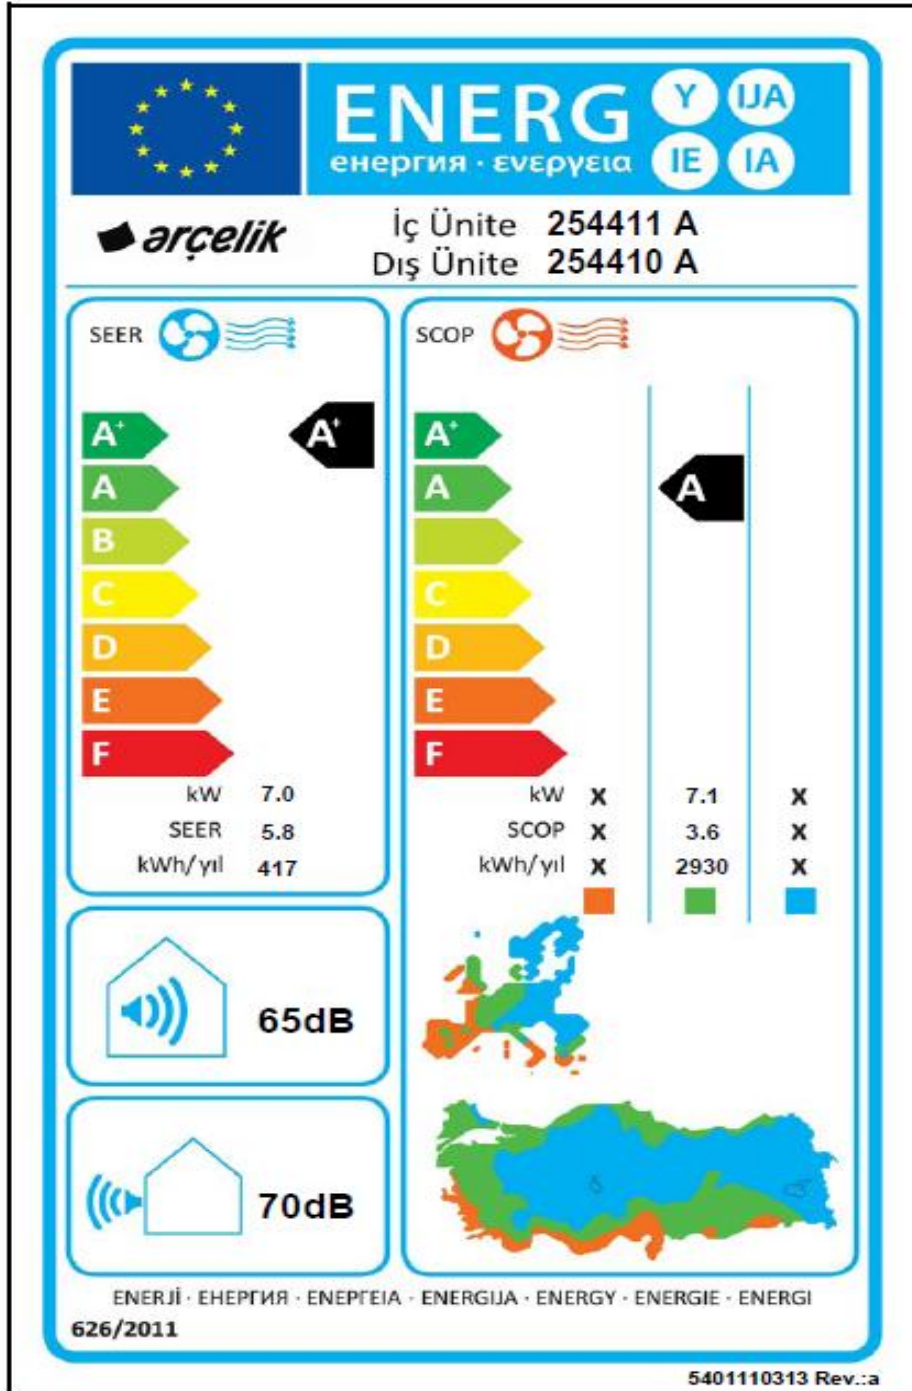 ENERG Y IJA
енергия · ενεργεια IE IA
arçelik
İç Ünite 254411 A
Dış Ünite 254410 A
SEER
A+ A+
A
B
C
D
E
F
kW 7.0
SEER 5.8
kWh/yıl 417
SCOP
A+
A A
C
D
E
F
kW X 7.1 X
SCOP X 3.6 X
kWh/yıl X 2930 X
65dB
70dB
ENERJİ · ЕНЕРГИЯ · ΕΝΕΡΓΕΙΑ · ENERGIJA · ENERGY · ENERGIE · ENERGI
626/2011
5401110313 Rev.:a